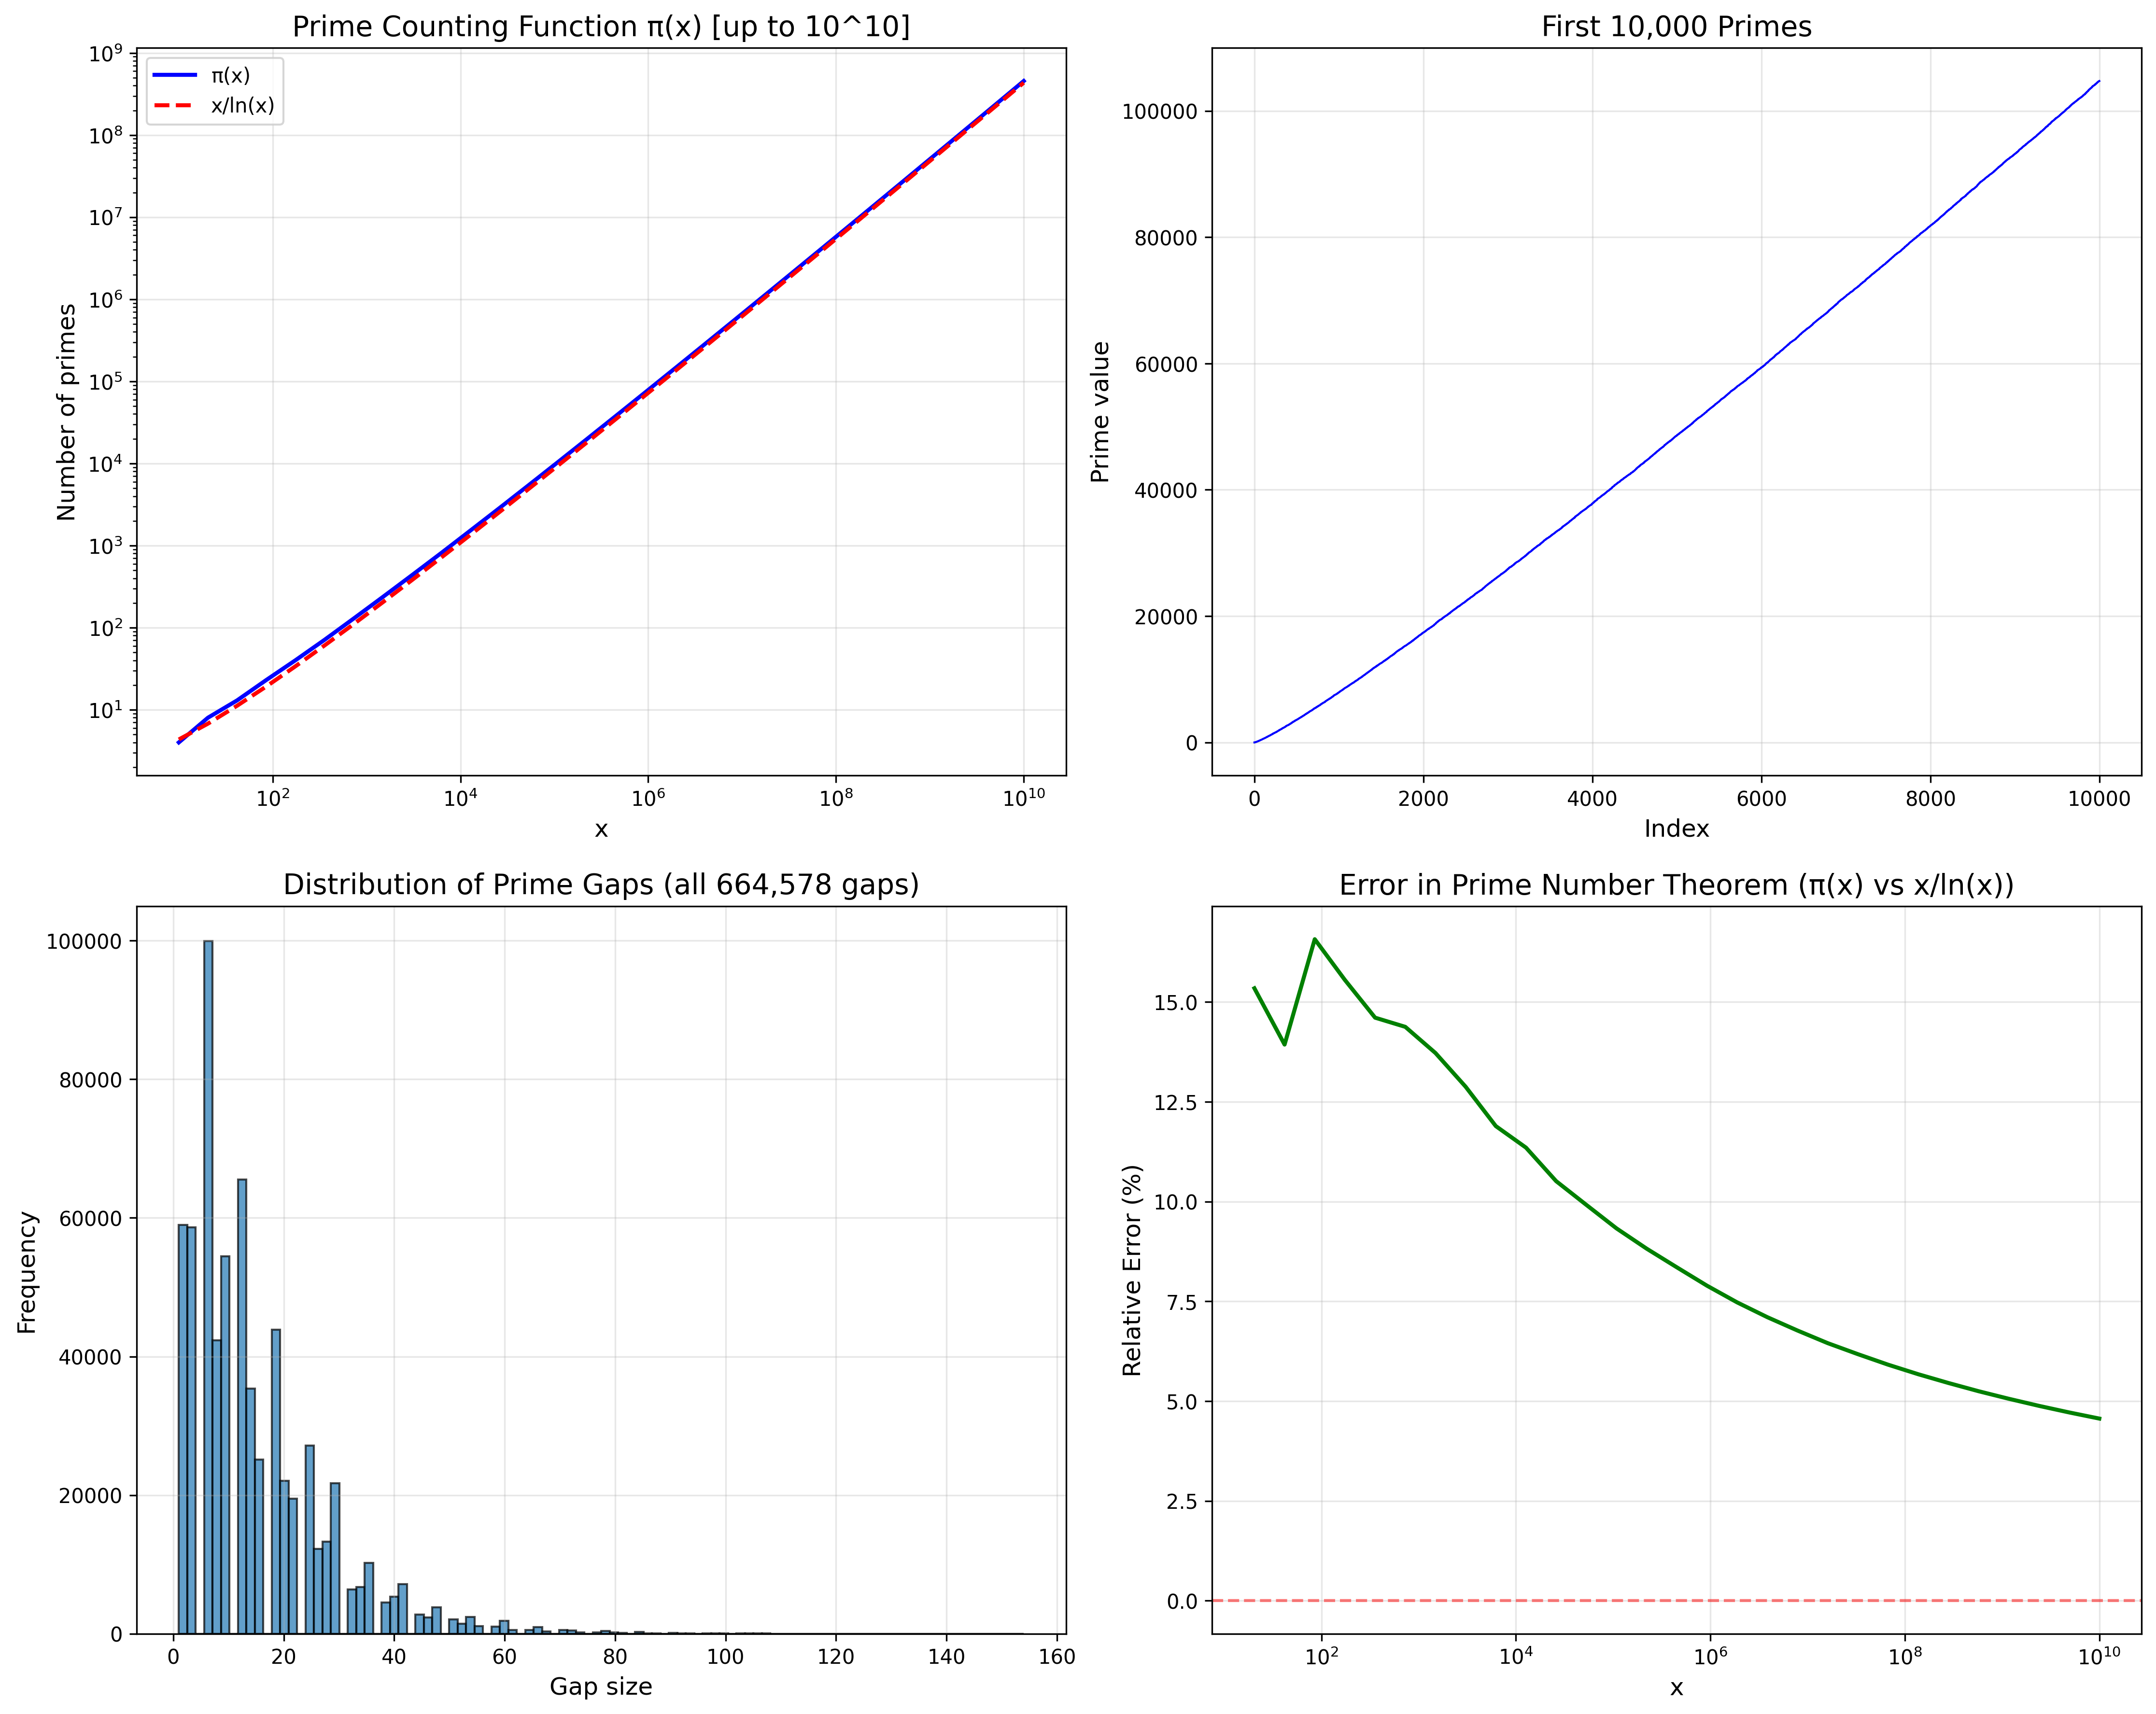 Prime Counting Function π(x) [up to 10^10]
10⁹
10⁸
10⁷
10⁶
10⁵
10⁴
10³
10²
10¹
Number of primes
π(x)
x/ln(x)
10² 10⁴ 10⁶ 10⁸ 10¹⁰
x
First 10,000 Primes
100000
80000
60000
40000
20000
0
Prime value
0 2000 4000 6000 8000 10000
Index
Distribution of Prime Gaps (all 664,578 gaps)
100000
80000
60000
40000
20000
0
Frequency
0 20 40 60 80 100 120 140 160
Gap size
Error in Prime Number Theorem (π(x) vs x/ln(x))
15.0
12.5
10.0
7.5
5.0
2.5
0.0
Relative Error (%)
10² 10⁴ 10⁶ 10⁸ 10¹⁰
x